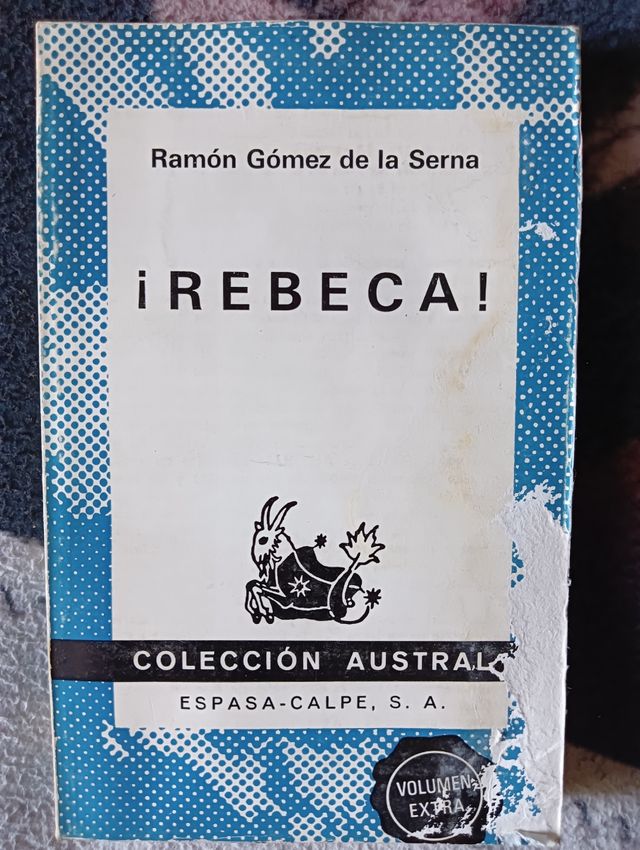 Ramón Gómez de la Serna
¡REBECA!
COLECCIÓN AUSTRAL
ESPASA-CALPE, S. A.
VOLUMEN
EXTRA